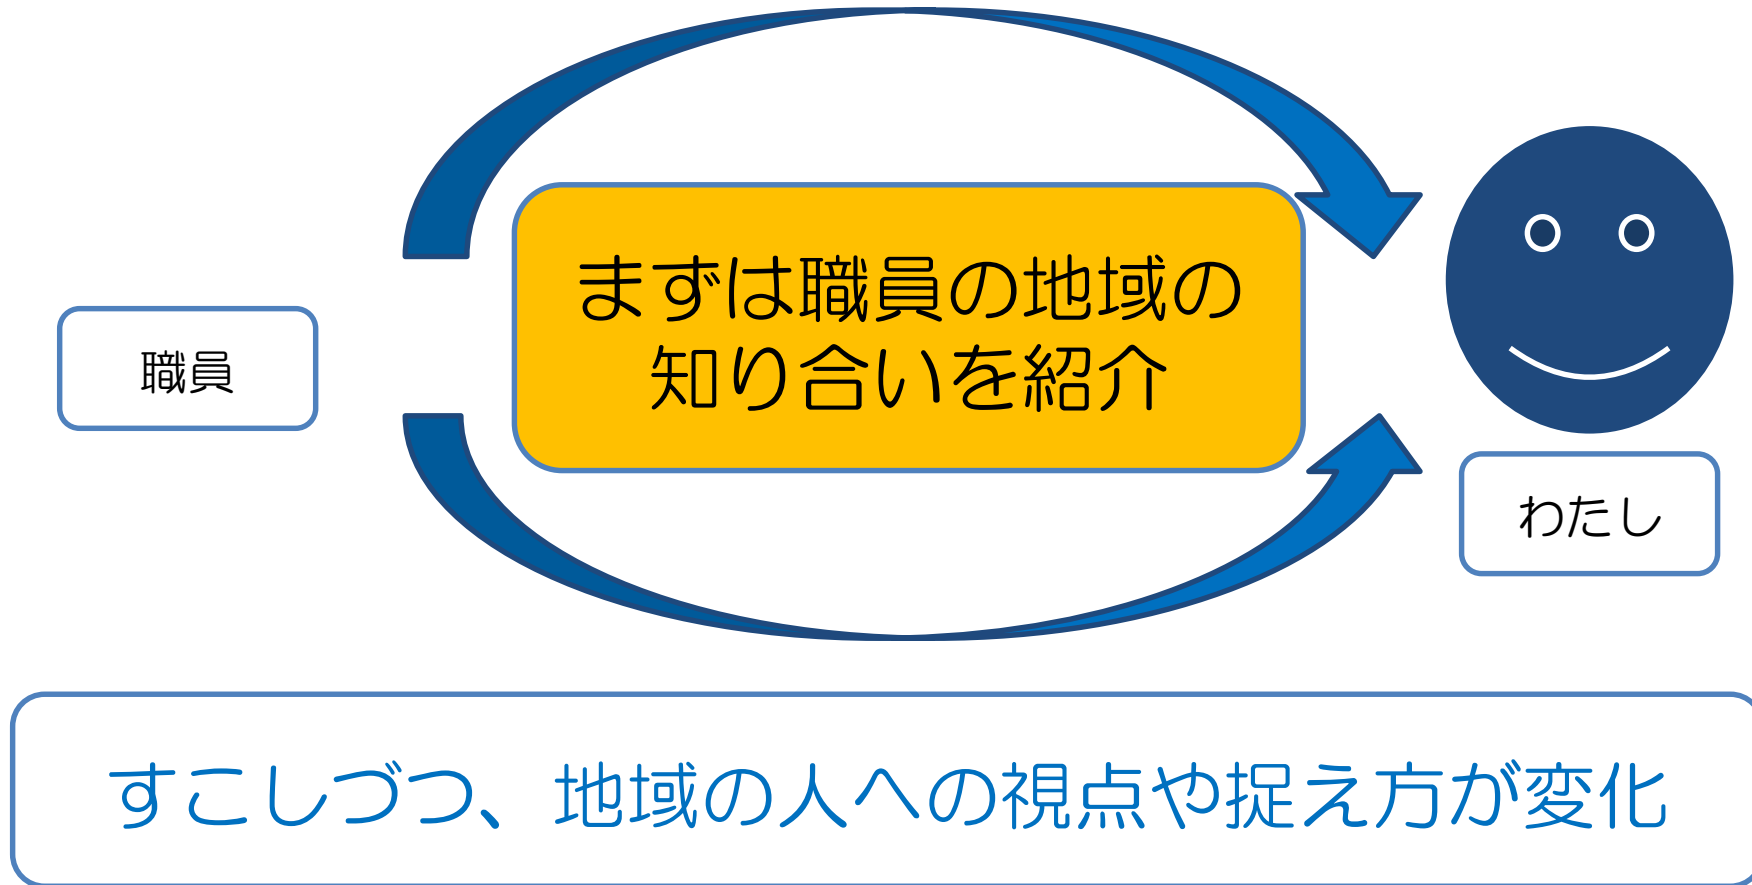 まずは職員の地域の
知り合いを紹介
職員
わたし
すこしづつ、地域の人への視点や捉え方が変化